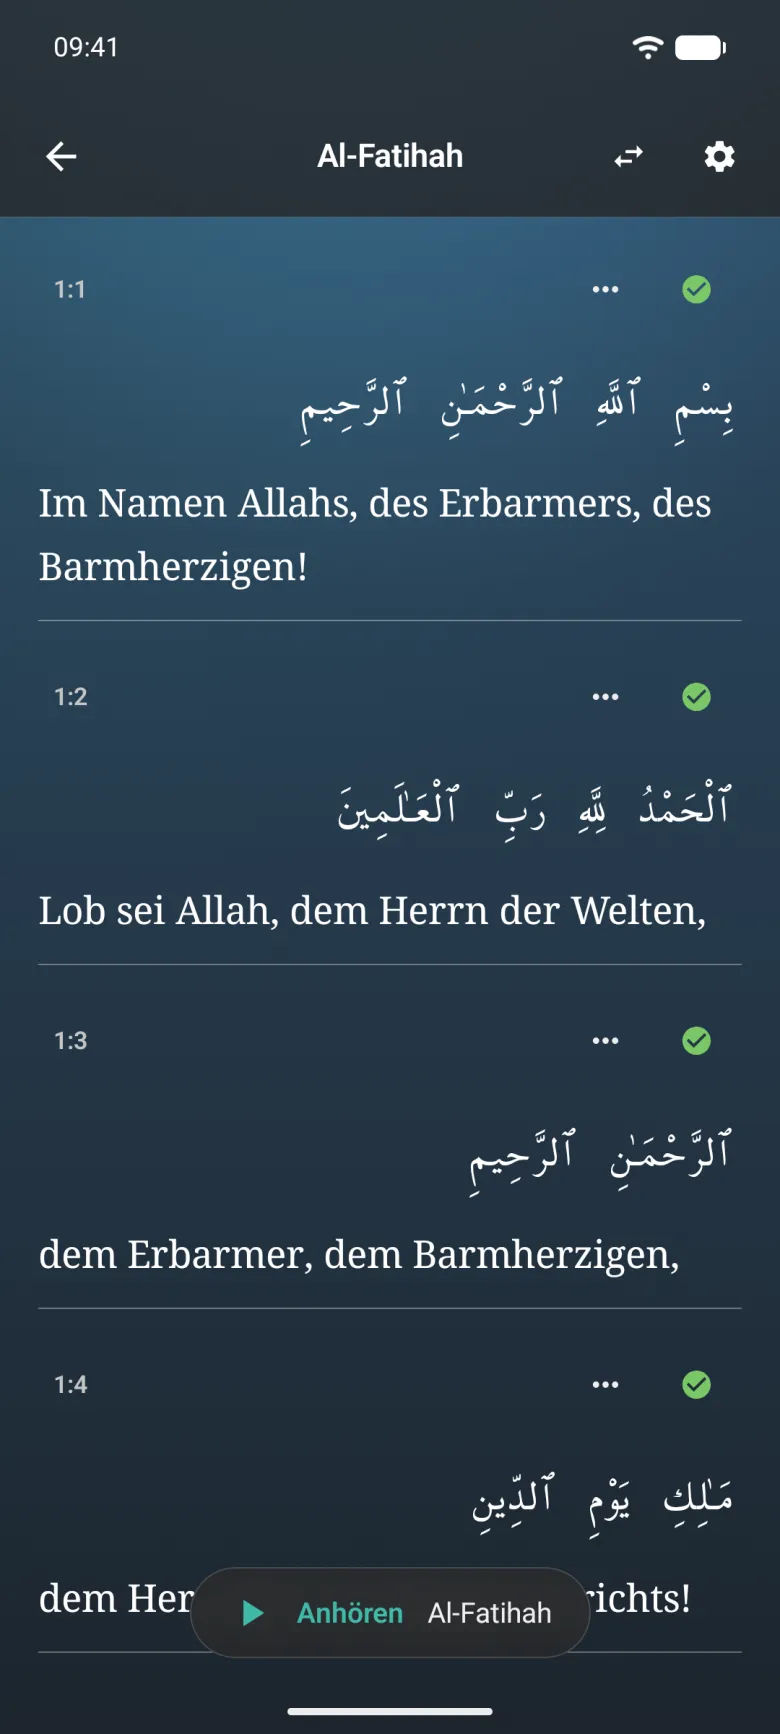 09:41
Al-Fatihah
1:1
بِسْمِ ٱللَّهِ ٱلرَّحْمَـٰنِ ٱلرَّحِيمِ
Im Namen Allahs, des Erbarmers, des
Barmherzigen!
1:2
ٱلْحَمْدُ لِلَّهِ رَبِّ ٱلْعَـٰلَمِينَ
Lob sei Allah, dem Herrn der Welten,
1:3
ٱلرَّحْمَـٰنِ ٱلرَّحِيمِ
dem Erbarmer, dem Barmherzigen,
1:4
مَـٰلِكِ يَوْمِ ٱلدِّينِ
dem
Anhören Al-Fatihah